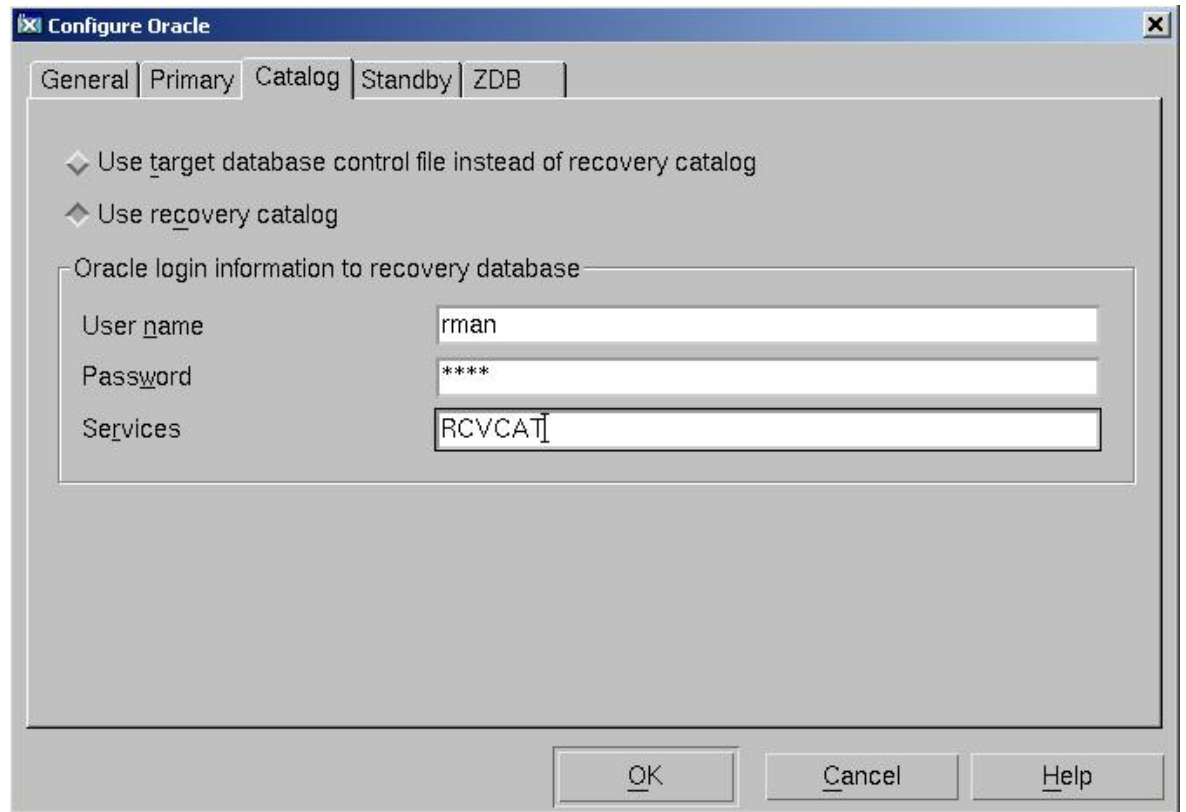 Configure Oracle
General Primary Catalog Standby ZDB
Use target database control file instead of recovery catalog
Use recovery catalog
Oracle login information to recovery database
User name rman
Password ****
Services RCVCAT
OK Cancel Help